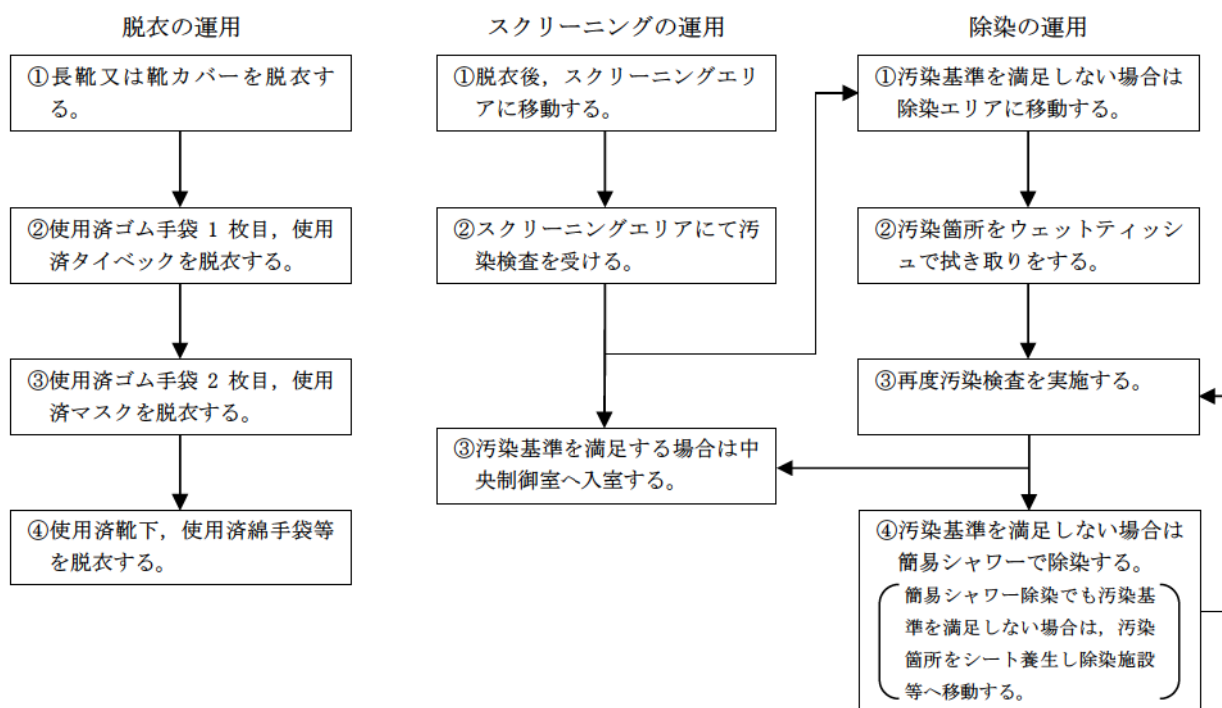 脱衣の運用
①長靴又は靴カバーを脱衣す
る。
②使用済ゴム手袋 1 枚目，使用
済タイベックを脱衣する。
③使用済ゴム手袋 2 枚目，使用
済マスクを脱衣する。
④使用済靴下，使用済綿手袋等
を脱衣する。
スクリーニングの運用
①脱衣後，スクリーニングエリ
アに移動する。
②スクリーニングエリアにて汚
染検査を受ける。
③汚染基準を満足する場合は中
央制御室へ入室する。
除染の運用
①汚染基準を満足しない場合は
除染エリアに移動する。
②汚染箇所をウェットティッシ
ュで拭き取りをする。
③再度汚染検査を実施する。
④汚染基準を満足しない場合は
簡易シャワーで除染する。
簡易シャワー除染でも汚染基
準を満足しない場合は，汚染
箇所をシート養生し除染施設
等へ移動する。